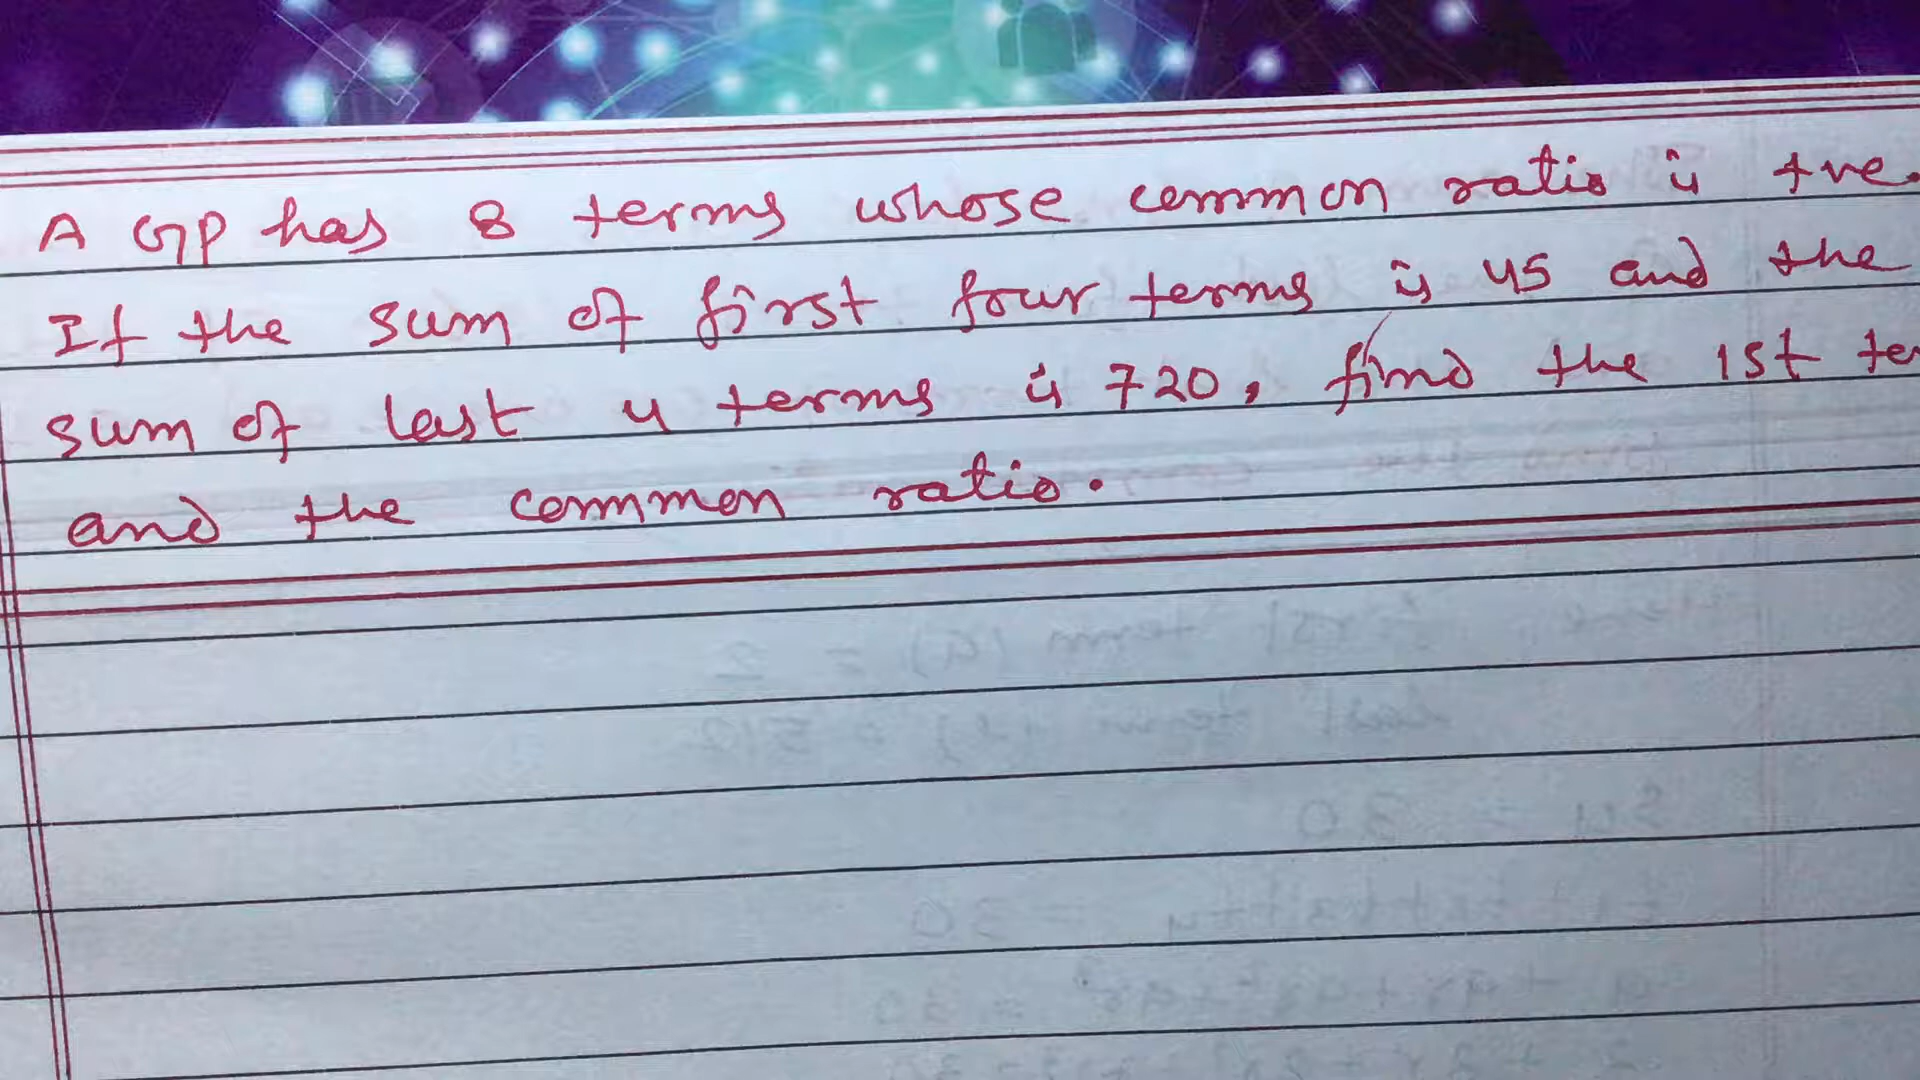 A GP has 8 terms whose common ratio is +ve.
If the sum of first four terms is 45 and the
sum of last 4 terms is 720, find the 1st te
and the common ratio.